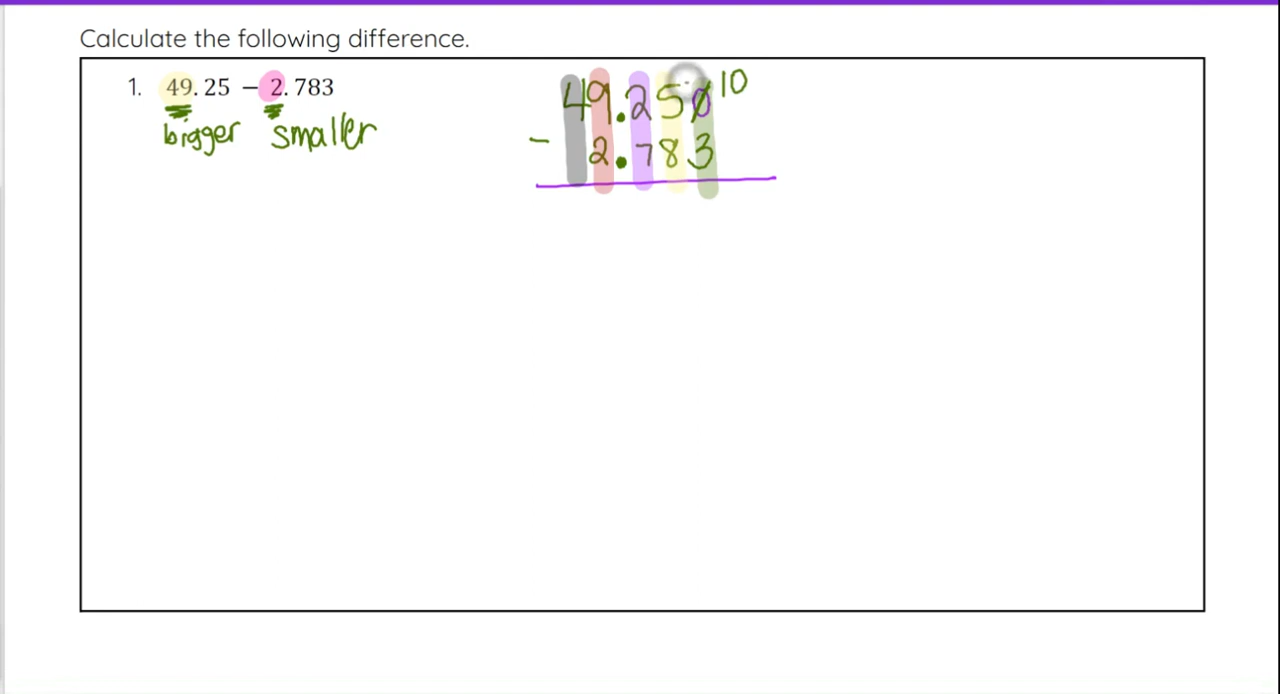 Calculate the following difference.
1. 49.25 − 2.783
bigger smaller
49.250 10
- 2.783